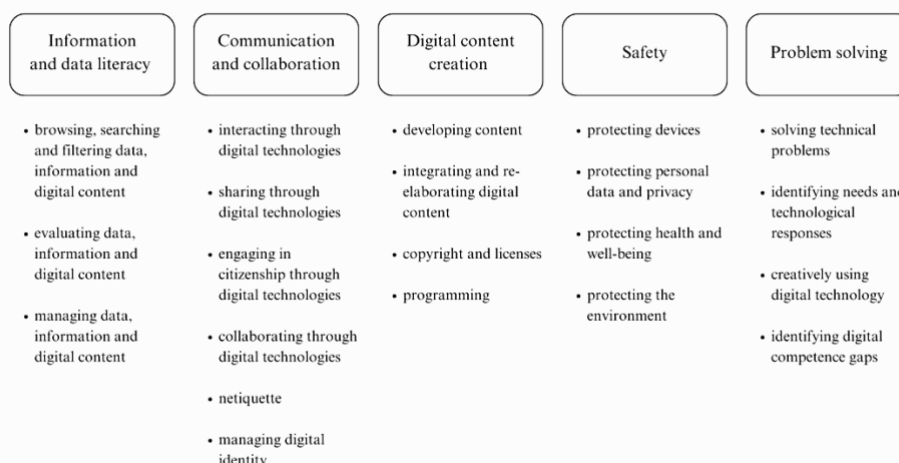 Information
and data literacy
• browsing, searching
and filtering data,
information and
digital content
• evaluating data,
information and
digital content
• managing data,
information and
digital content
Communication
and collaboration
• interacting through
digital technologies
• sharing through
digital technologies
• engaging in
citizenship through
digital technologies
• collaborating through
digital technologies
• netiquette
• managing digital
identity
Digital content
creation
• developing content
• integrating and re-
elaborating digital
content
• copyright and licenses
• programming
Safety
• protecting devices
• protecting personal
data and privacy
• protecting health and
well-being
• protecting the
environment
Problem solving
• solving technical
problems
• identifying needs and
technological
responses
• creatively using
digital technology
• identifying digital
competence gaps